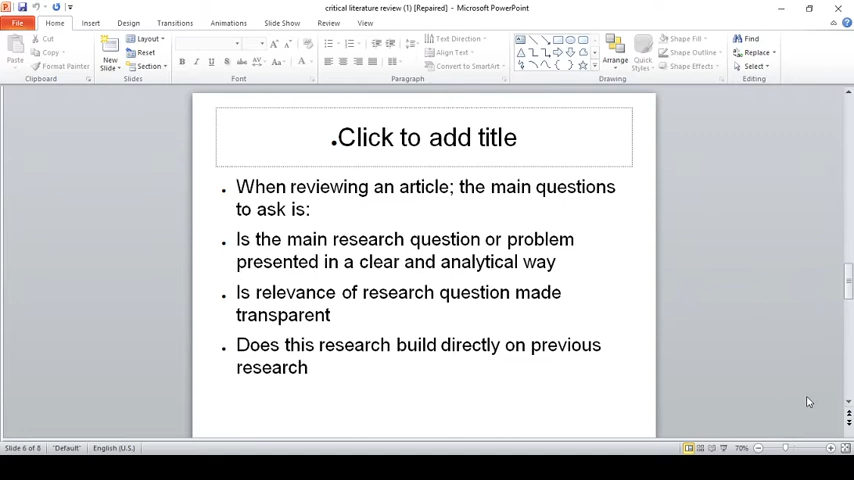 critical literature review (1) [Repaired] - Microsoft PowerPoint
File Home Insert Design Transitions Animations Slide Show Review View
Paste
Cut
Copy
Format Painter
Clipboard
New
Slide
Layout
Reset
Section
Slides
B I U S abc AV Aa A
Font
Paragraph
Text Direction
Align Text
Convert to SmartArt
Arrange
Quick
Styles
Shape Fill
Shape Outline
Shape Effects
Drawing
Find
Replace
Select
Editing
•Click to add title
• When reviewing an article; the main questions
to ask is:
• Is the main research question or problem
presented in a clear and analytical way
• Is relevance of research question made
transparent
• Does this research build directly on previous
research
Slide 6 of 8 "Default" English (U.S.) 70%